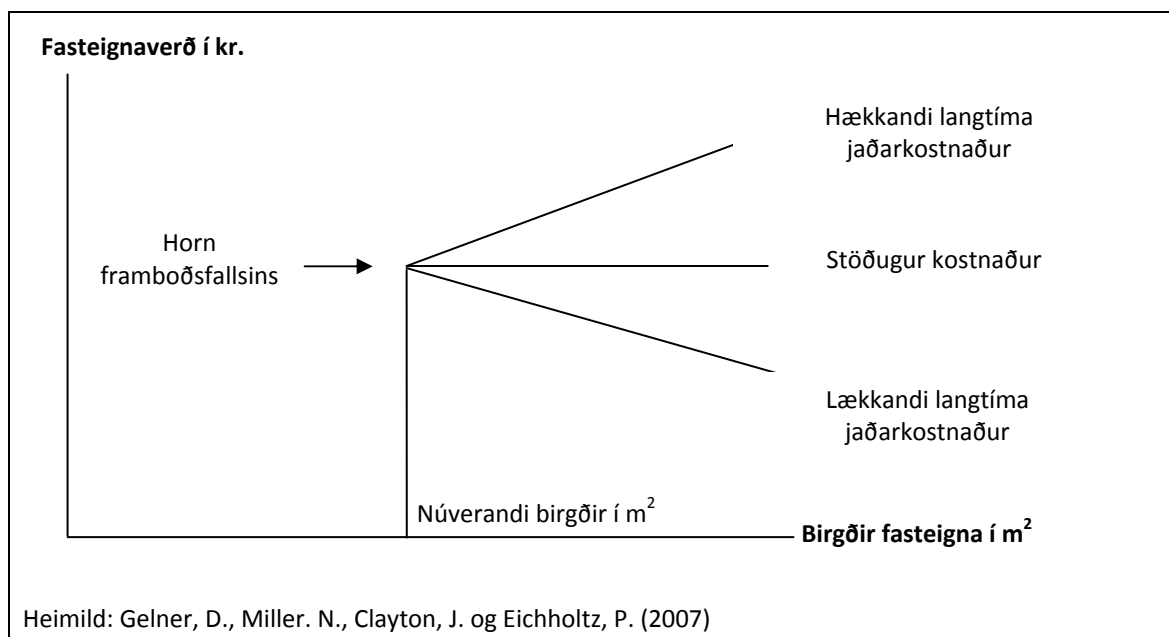 Fasteignaverð í kr.
Hækkandi langtíma
jaðarkostnaður
Horn
framboðsfallsins
Stöðugur kostnaður
Lækkandi langtíma
jaðarkostnaður
Núverandi birgðir í m²
Birgðir fasteigna í m²
Heimild: Gelner, D., Miller. N., Clayton, J. og Eichholtz, P. (2007)